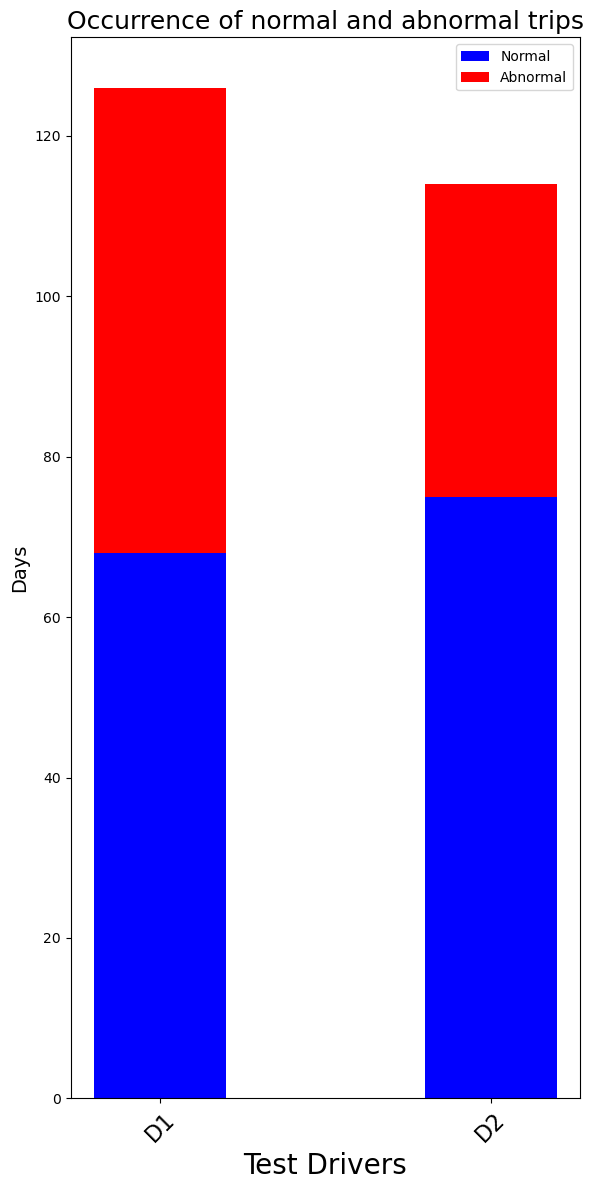 Occurrence of normal and abnormal trips
Normal
Abnormal
120
100
80
60
40
20
0
Days
D1
D2
Test Drivers